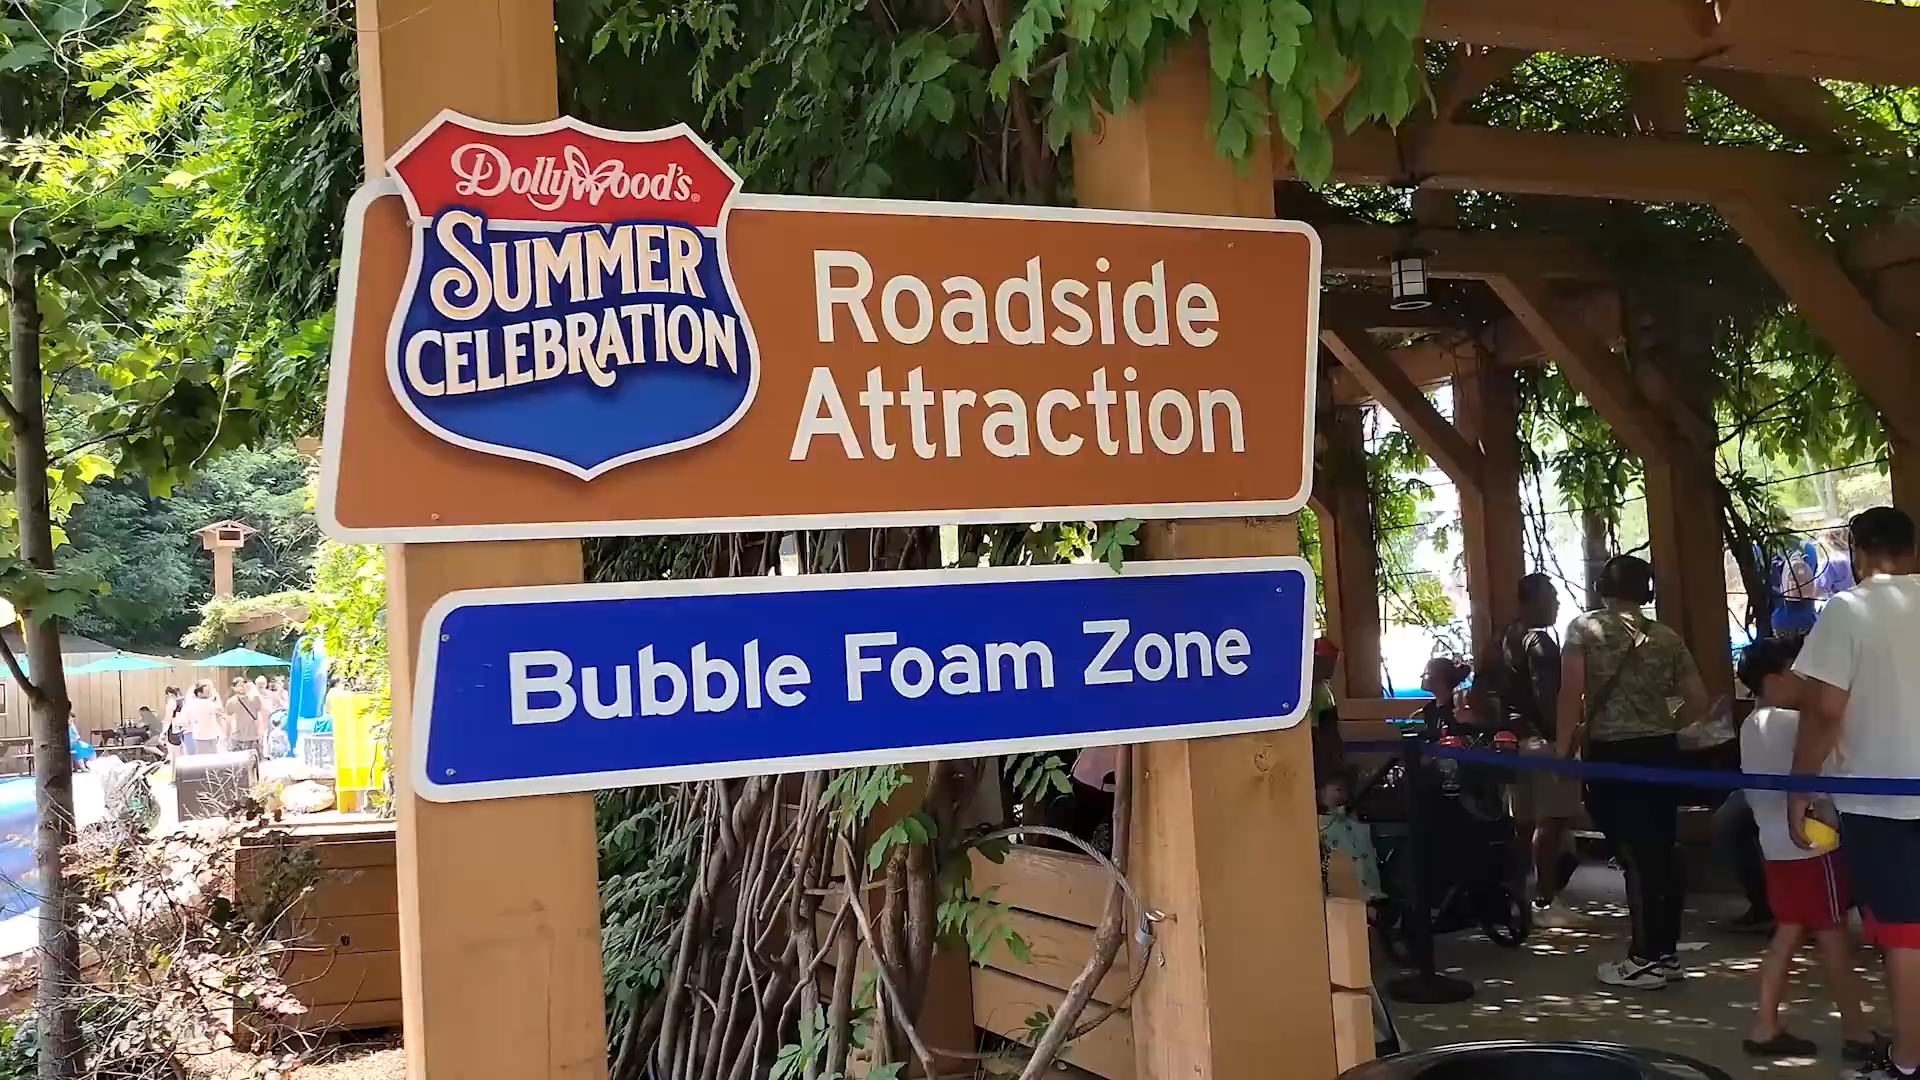 Dollywood's
SUMMER
CELEBRATION
Roadside
Attraction
Bubble Foam Zone